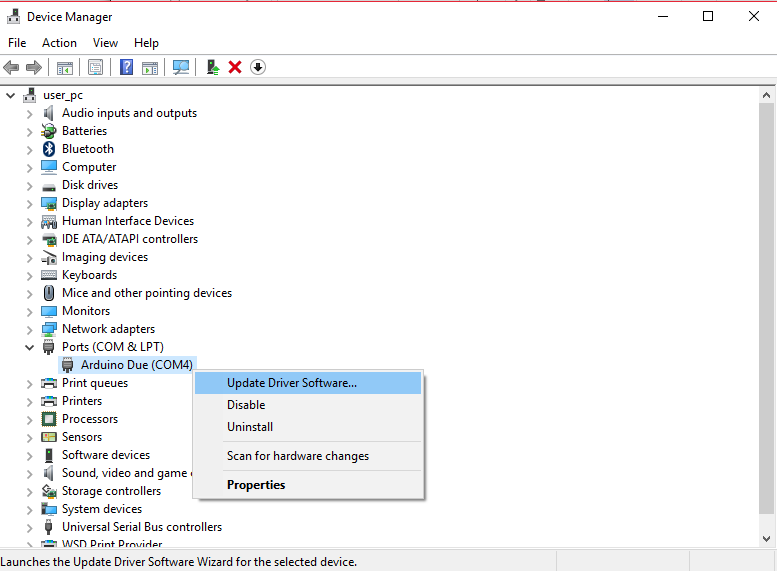 Device Manager
File Action View Help
user_pc
Audio inputs and outputs
Batteries
Bluetooth
Computer
Disk drives
Display adapters
Human Interface Devices
IDE ATA/ATAPI controllers
Imaging devices
Keyboards
Mice and other pointing devices
Monitors
Network adapters
Ports (COM & LPT)
Arduino Due (COM4)
Print queues
Printers
Processors
Sensors
Software devices
Sound, video and game
Storage controllers
System devices
Universal Serial Bus controllers
WSD Print Provider
Update Driver Software...
Disable
Uninstall
Scan for hardware changes
Properties
Launches the Update Driver Software Wizard for the selected device.